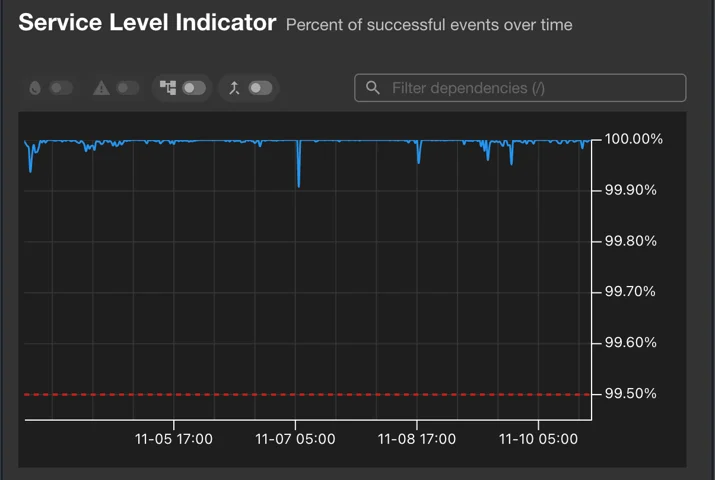 Service Level Indicator Percent of successful events over time
Filter dependencies (/)
100.00%
99.90%
99.80%
99.70%
99.60%
99.50%
11-05 17:00 11-07 05:00 11-08 17:00 11-10 05:00